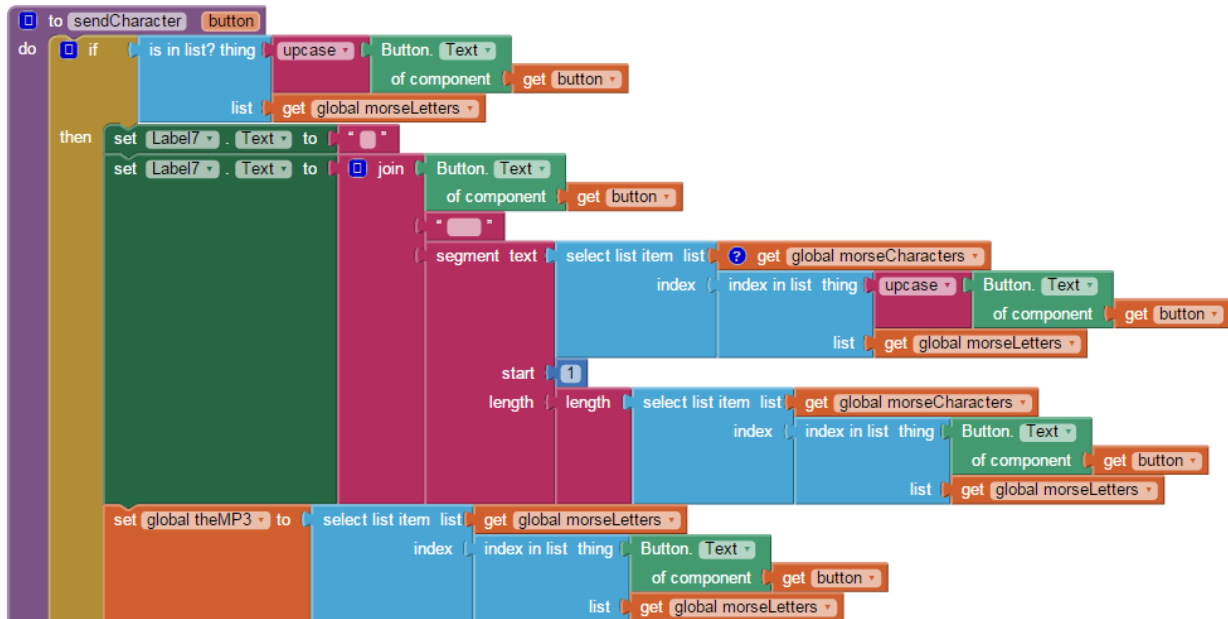 to sendCharacter button
do if is in list? thing upcase Button. Text
of component get button
list get global morseLetters
then set Label7 . Text to " "
set Label7 . Text to join Button. Text
of component get button
" "
segment text select list item list ? get global morseCharacters
index index in list thing upcase Button. Text
of component get button
list get global morseLetters
start 1
length length select list item list get global morseCharacters
index index in list thing Button. Text
of component get button
list get global morseLetters
set global theMP3 to select list item list get global morseLetters
index index in list thing Button. Text
of component get button
list get global morseLetters